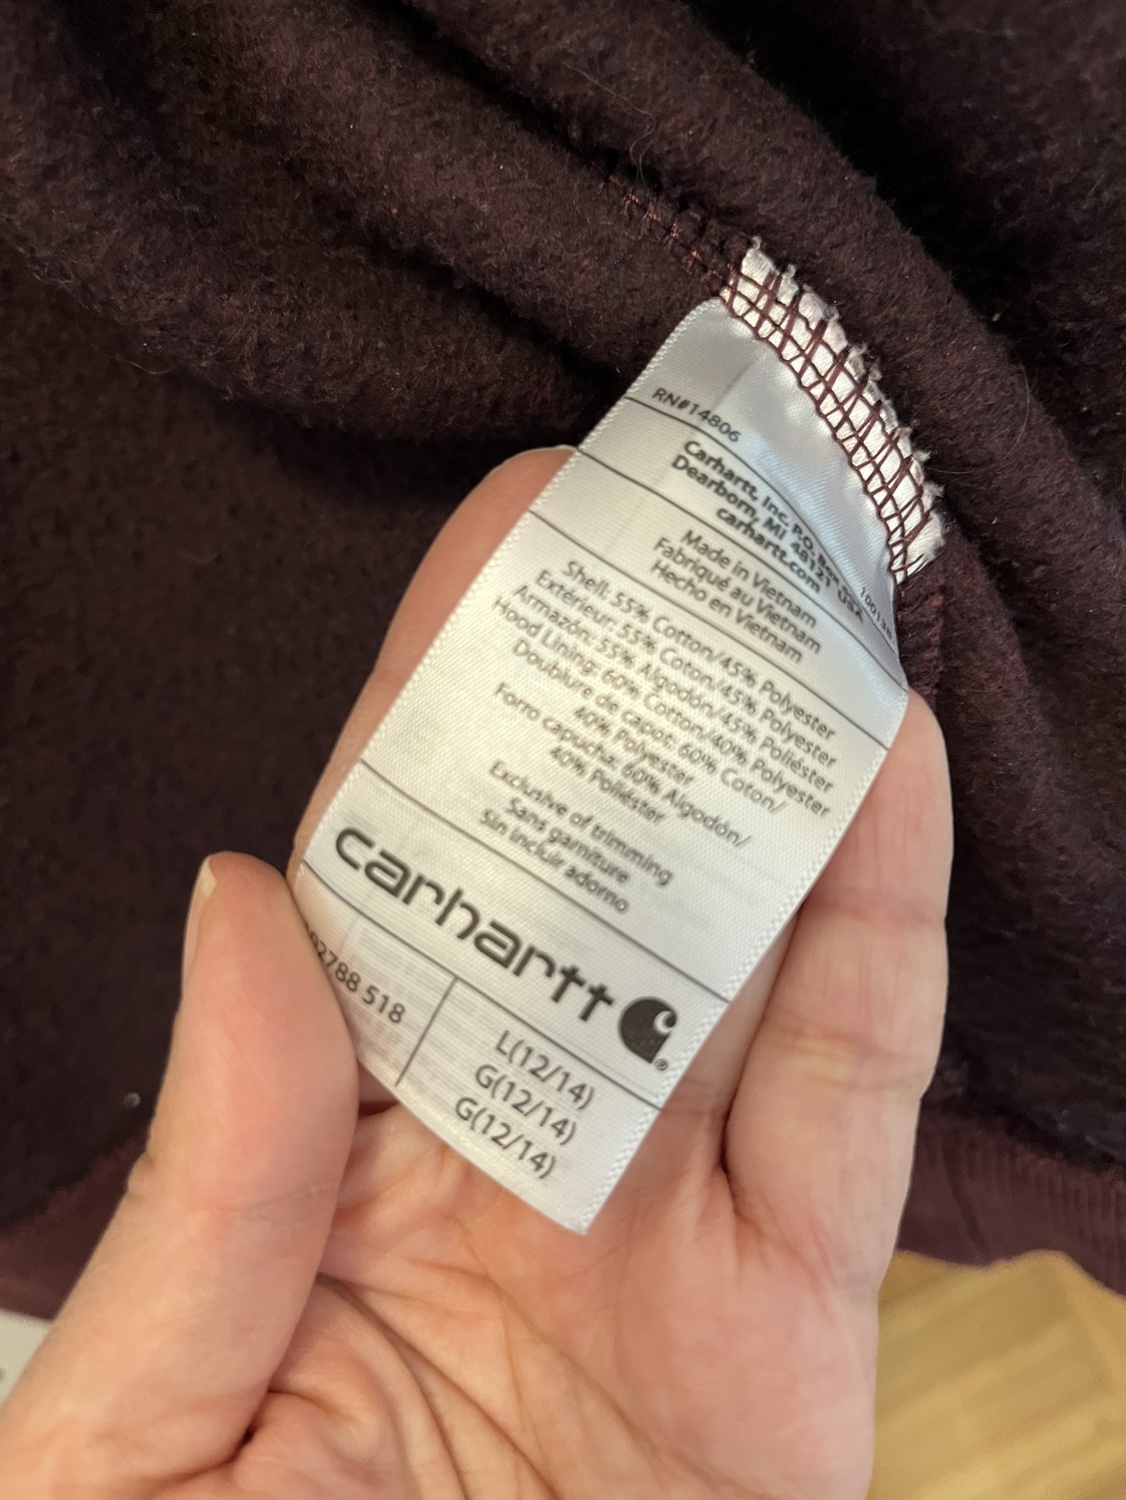 RN#14806
Carhartt, Inc. P.O. Box
Dearborn, MI 48121 USA
carhartt.com
Made in Vietnam
Fabriqué au Vietnam
Hecho en Vietnam
Shell: 55% Cotton/45% Polyester
Extérieur: 55% Coton/45% Polyester
Armazón: 55% Algodón/45% Poliéster
Hood Lining: 60% Cotton/40% Polyester
Doublure de capot: 60% Coton/
40% Polyester
Forro capucha: 60% Algodón/
40% Poliéster
Exclusive of trimming
Sans garniture
Sin incluir adorno
carhartt
518
L(12/14)
G(12/14)
G(12/14)